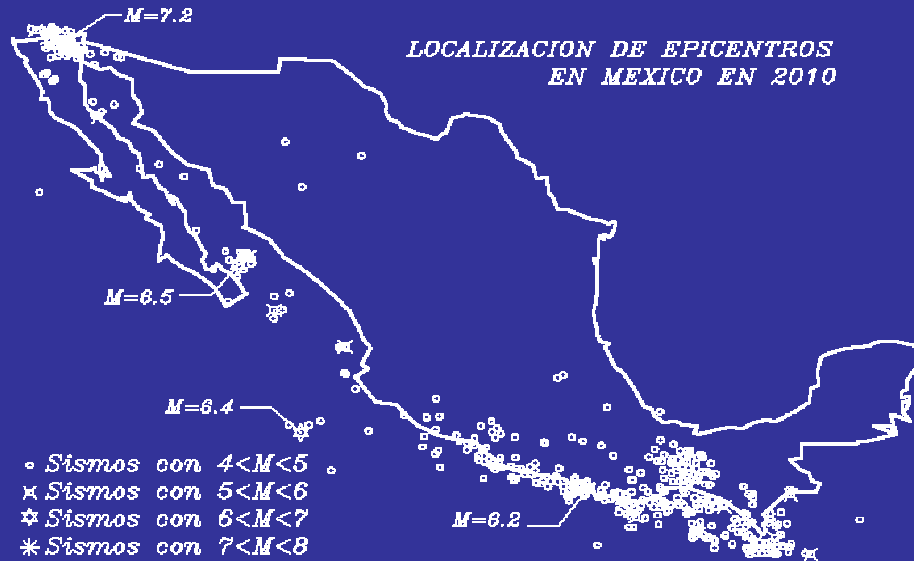 M=7.2
LOCALIZACION DE EPICENTROS
EN MEXICO EN 2010
M=6.5
M=6.4
Sismos con 4<M<5
Sismos con 5<M<6
Sismos con 6<M<7
Sismos con 7<M<8
M=6.2